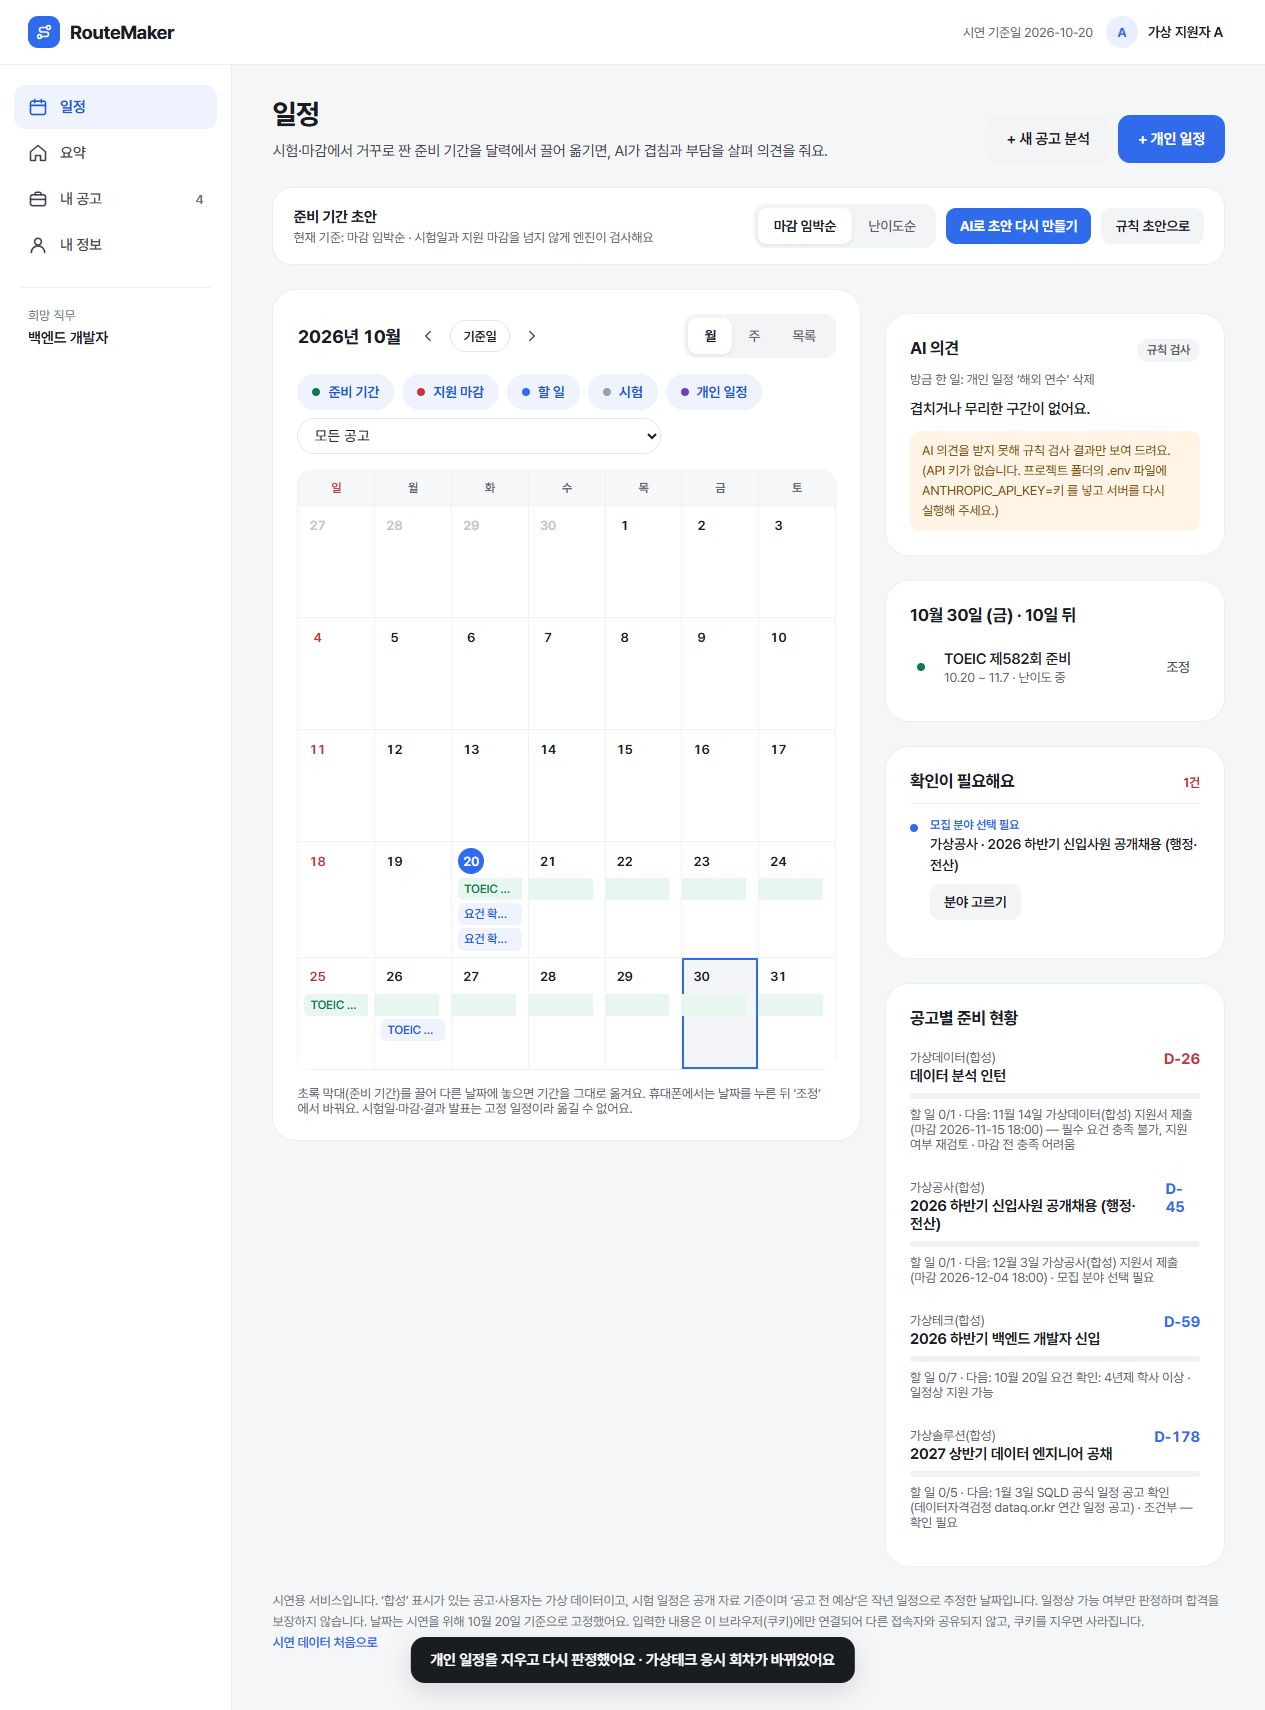 RouteMaker
시연 기준일 2026-10-20
A
가상 지원자 A
일정
요약
내 공고
4
내 정보
희망 직무
백엔드 개발자
일정
시험·마감에서 거꾸로 짠 준비 기간을 달력에서 끌어 옮기면, AI가 겹침과 부담을 살펴 의견을 줘요.
+ 새 공고 분석
+ 개인 일정
준비 기간 초안
현재 기준: 마감 임박순 · 시험일과 지원 마감을 넘지 않게 엔진이 검사해요
마감 임박순
난이도순
AI로 초안 다시 만들기
규칙 초안으로
2026년 10월
기준일
월
주
목록
준비 기간
지원 마감
할 일
시험
개인 일정
모든 공고
일 월 화 수 목 금 토
27 28 29 30 1 2 3
4 5 6 7 8 9 10
11 12 13 14 15 16 17
18 19 20 21 22 23 24
TOEIC ...
요건 확...
요건 확...
25 26 27 28 29 30 31
TOEIC ...
TOEIC ...
초록 막대(준비 기간)를 끌어 다른 날짜에 놓으면 기간을 그대로 옮겨요. 휴대폰에서는 날짜를 누른 뒤 ‘조정’
에서 바꿔요. 시험일·마감·결과 발표는 고정 일정이라 옮길 수 없어요.
AI 의견
규칙 검사
방금 한 일: 개인 일정 ‘해외 연수’ 삭제
겹치거나 무리한 구간이 없어요.
AI 의견을 받지 못해 규칙 검사 결과만 보여 드려요.
(API 키가 없습니다. 프로젝트 폴더의 .env 파일에
ANTHROPIC_API_KEY=키 를 넣고 서버를 다시
실행해 주세요.)
10월 30일 (금) · 10일 뒤
TOEIC 제582회 준비
10.20 ~ 11.7 · 난이도 중
조정
확인이 필요해요
1건
모집 분야 선택 필요
가상공사 · 2026 하반기 신입사원 공개채용 (행정·
전산)
분야 고르기
공고별 준비 현황
가상데이터(합성)
D-26
데이터 분석 인턴
할 일 0/1 · 다음: 11월 14일 가상데이터(합성) 지원서 제출
(마감 2026-11-15 18:00) — 필수 요건 충족 불가, 지원
여부 재검토 · 마감 전 충족 어려움
가상공사(합성)
D-
45
2026 하반기 신입사원 공개채용 (행정·
전산)
할 일 0/1 · 다음: 12월 3일 가상공사(합성) 지원서 제출
(마감 2026-12-04 18:00) · 모집 분야 선택 필요
가상테크(합성)
D-59
2026 하반기 백엔드 개발자 신입
할 일 0/7 · 다음: 10월 20일 요건 확인: 4년제 학사 이상 ·
일정상 지원 가능
가상솔루션(합성)
D-178
2027 상반기 데이터 엔지니어 공채
할 일 0/5 · 다음: 1월 3일 SQLD 공식 일정 공고 확인
(데이터자격검정 dataq.or.kr 연간 일정 공고) · 조건부 —
확인 필요
시연용 서비스입니다. ‘합성’ 표시가 있는 공고·사용자는 가상 데이터이고, 시험 일정은 공개 자료 기준이며 ‘공고 전 예상’은 작년 일정으로 추정한 날짜입니다. 일정상 가능 여부만 판정하며 합격을
보장하지 않습니다. 날짜는 시연을 위해 10월 20일 기준으로 고정했어요. 입력한 내용은 이 브라우저(쿠키)에만 연결되어 다른 접속자와 공유되지 않고, 쿠키를 지우면 사라집니다.
시연 데이터 처음으로
개인 일정을 지우고 다시 판정했어요 · 가상테크 응시 회차가 바뀌었어요